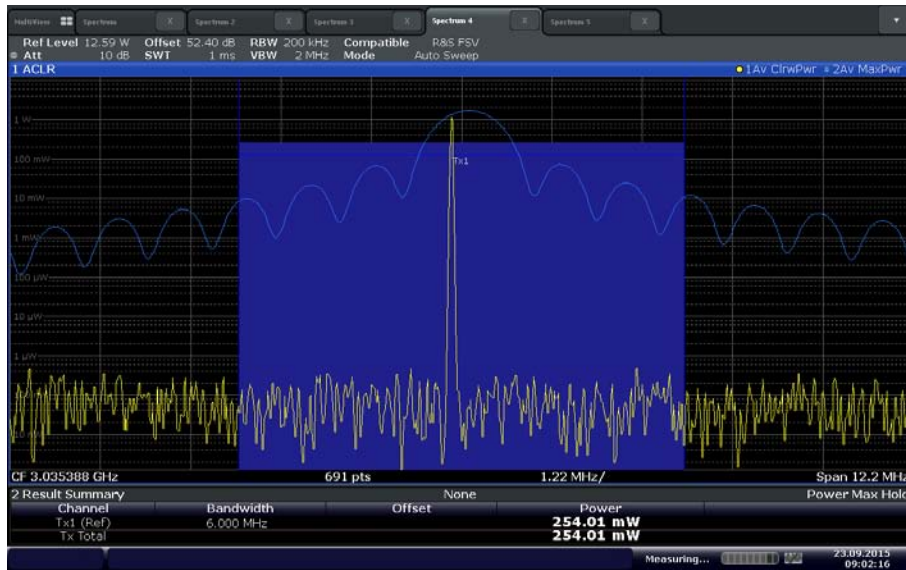 MultiView Spectrum X Spectrum 2 X Spectrum 3 X Spectrum 4 X Spectrum 5 X
Ref Level 12.59 W Offset 52.40 dB RBW 200 kHz Compatible R&S FSV
Att 10 dB SWT 1 ms VBW 2 MHz Mode Auto Sweep
1 ACLR 1Av ClrwPwr 2Av MaxPwr
1 W
100 mW
Tx1
10 mW
1 mW
100 µW
10 µW
1 µW
CF 3.035388 GHz 691 pts 1.22 MHz/ Span 12.2 MHz
2 Result Summary None Power Max Hold
Channel Bandwidth Offset Power
Tx1 (Ref) 6.000 MHz 254.01 mW
Tx Total 254.01 mW
Measuring... 23.09.2015
09:02:16